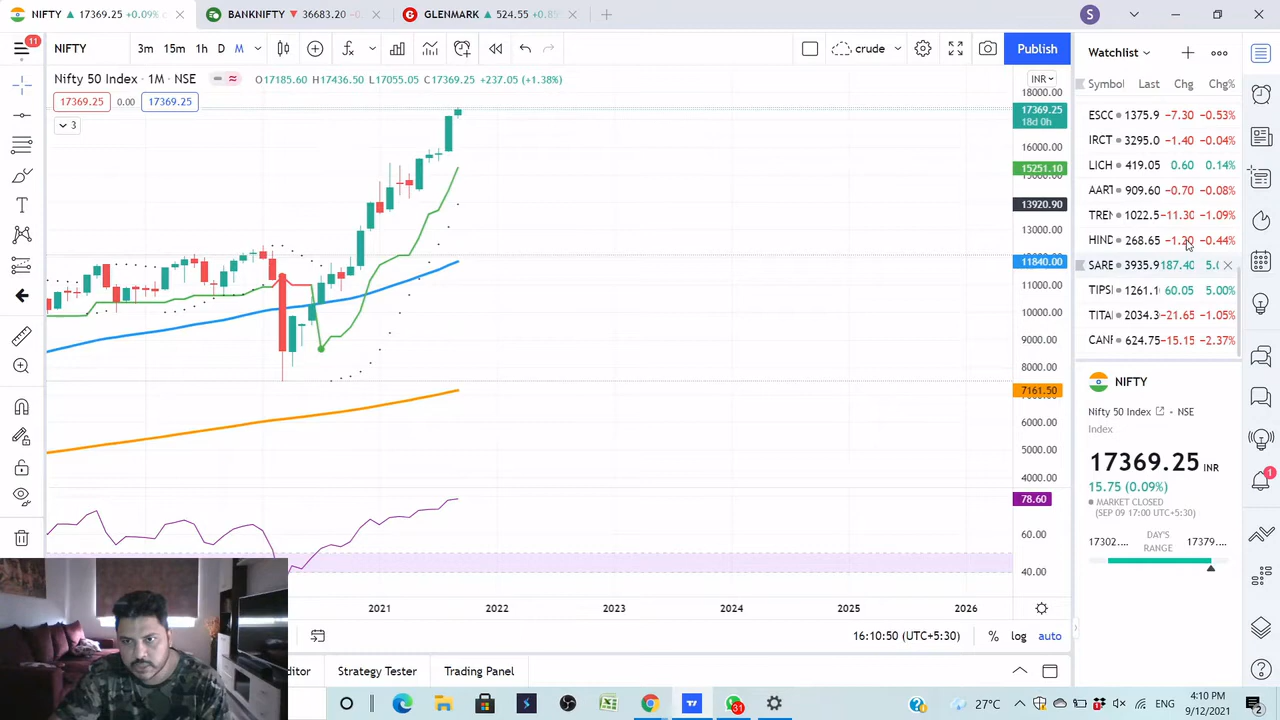 NIFTY ▲ 17369.25 +0.09%
BANKNIFTY ▼ 36683.20 -0
GLENMARK ▲ 524.55 +0.85%
S
11
NIFTY
3m 15m 1h D M
crude
Publish
Watchlist
Nifty 50 Index · 1M · NSE
O17185.60 H17436.50 L17055.05 C17369.25 +237.05 (+1.38%)
17369.25 0.00 17369.25
3
INR
18000.00
17369.25
18d 0h
16000.00
15251.10
15000.00
13920.90
13000.00
11840.00
11000.00
10000.00
9000.00
8000.00
7161.50
6000.00
5000.00
4000.00
78.60
60.00
40.00
2021 2022 2023 2024 2025 2026
16:10:50 (UTC+5:30) % log auto
Strategy Tester Trading Panel
Symbol Last Chg Chg%
ESCO 1375.9 −7.30 −0.53%
IRCT 3295.0 −1.40 −0.04%
LICH 419.05 0.60 0.14%
AART 909.60 −0.70 −0.08%
TREN 1022.5 −11.30 −1.09%
HIND 268.65 −1.20 −0.44%
SARE 3935.9 187.40 5.0
TIPS 1261.1 60.05 5.00%
TITA 2034.3 −21.65 −1.05%
CANF 624.75 −15.15 −2.37%
NIFTY
Nifty 50 Index • NSE
Index
17369.25 INR
15.75 (0.09%)
MARKET CLOSED
(SEP 09 17:00 UTC+5:30)
17302.... DAY'S RANGE 17379....
1
31
27°C
ENG
4:10 PM
9/12/2021
2